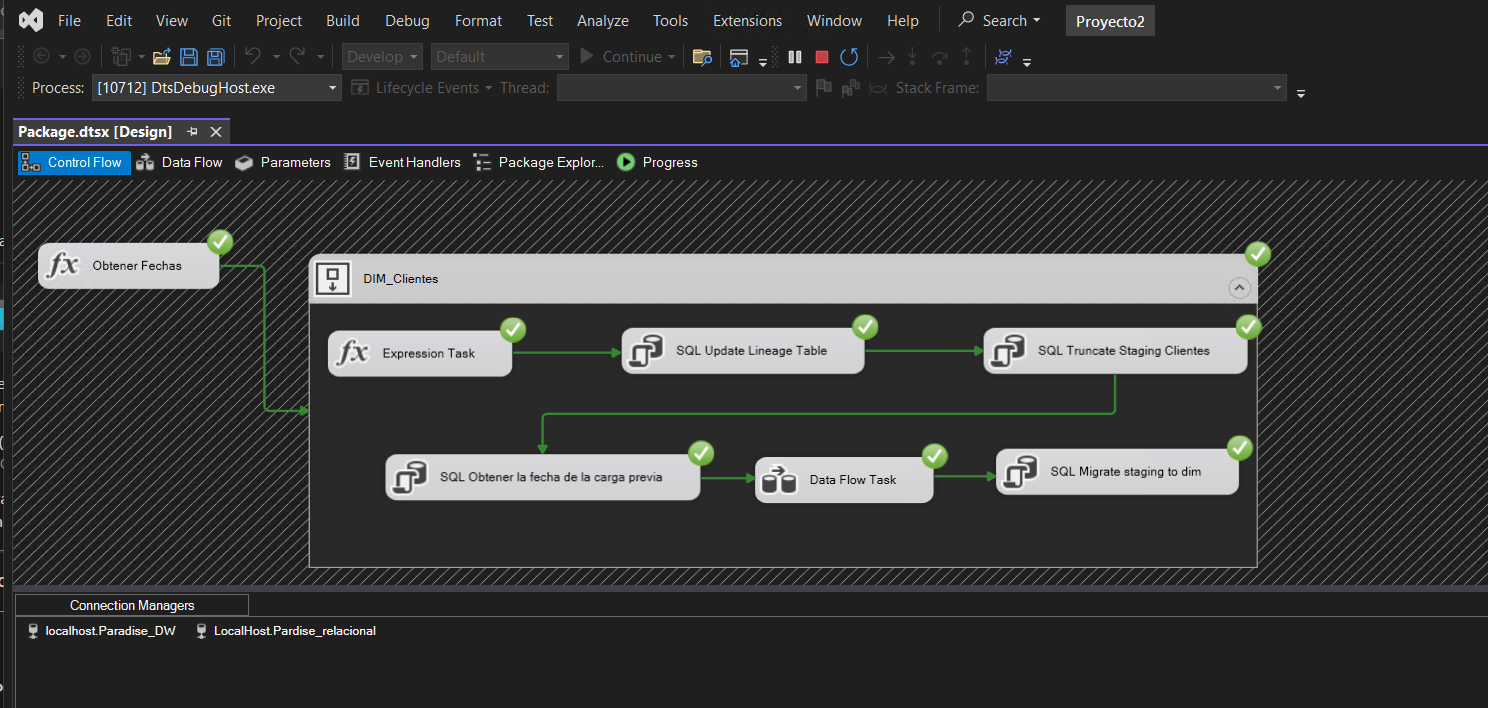 File Edit View Git Project Build Debug Format Test Analyze Tools Extensions Window Help Search Proyecto2
Develop Default Continue
Process: [10712] DtsDebugHost.exe Lifecycle Events Thread: Stack Frame:
Package.dtsx [Design]
Control Flow Data Flow Parameters Event Handlers Package Explor... Progress
fx Obtener Fechas
DIM_Clientes
fx Expression Task
SQL Update Lineage Table
SQL Truncate Staging Clientes
SQL Obtener la fecha de la carga previa
Data Flow Task
SQL Migrate staging to dim
Connection Managers
localhost.Paradise_DW LocalHost.Pardise_relacional